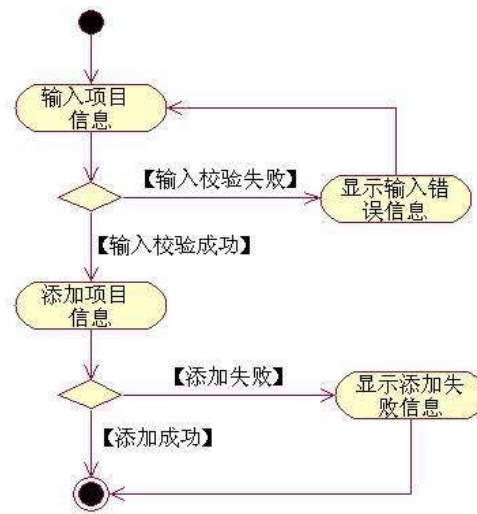 输入项目
信息
【输入校验失败】
显示输入错
误信息
【输入校验成功】
添加项目
信息
【添加失败】
显示添加失
败信息
【添加成功】